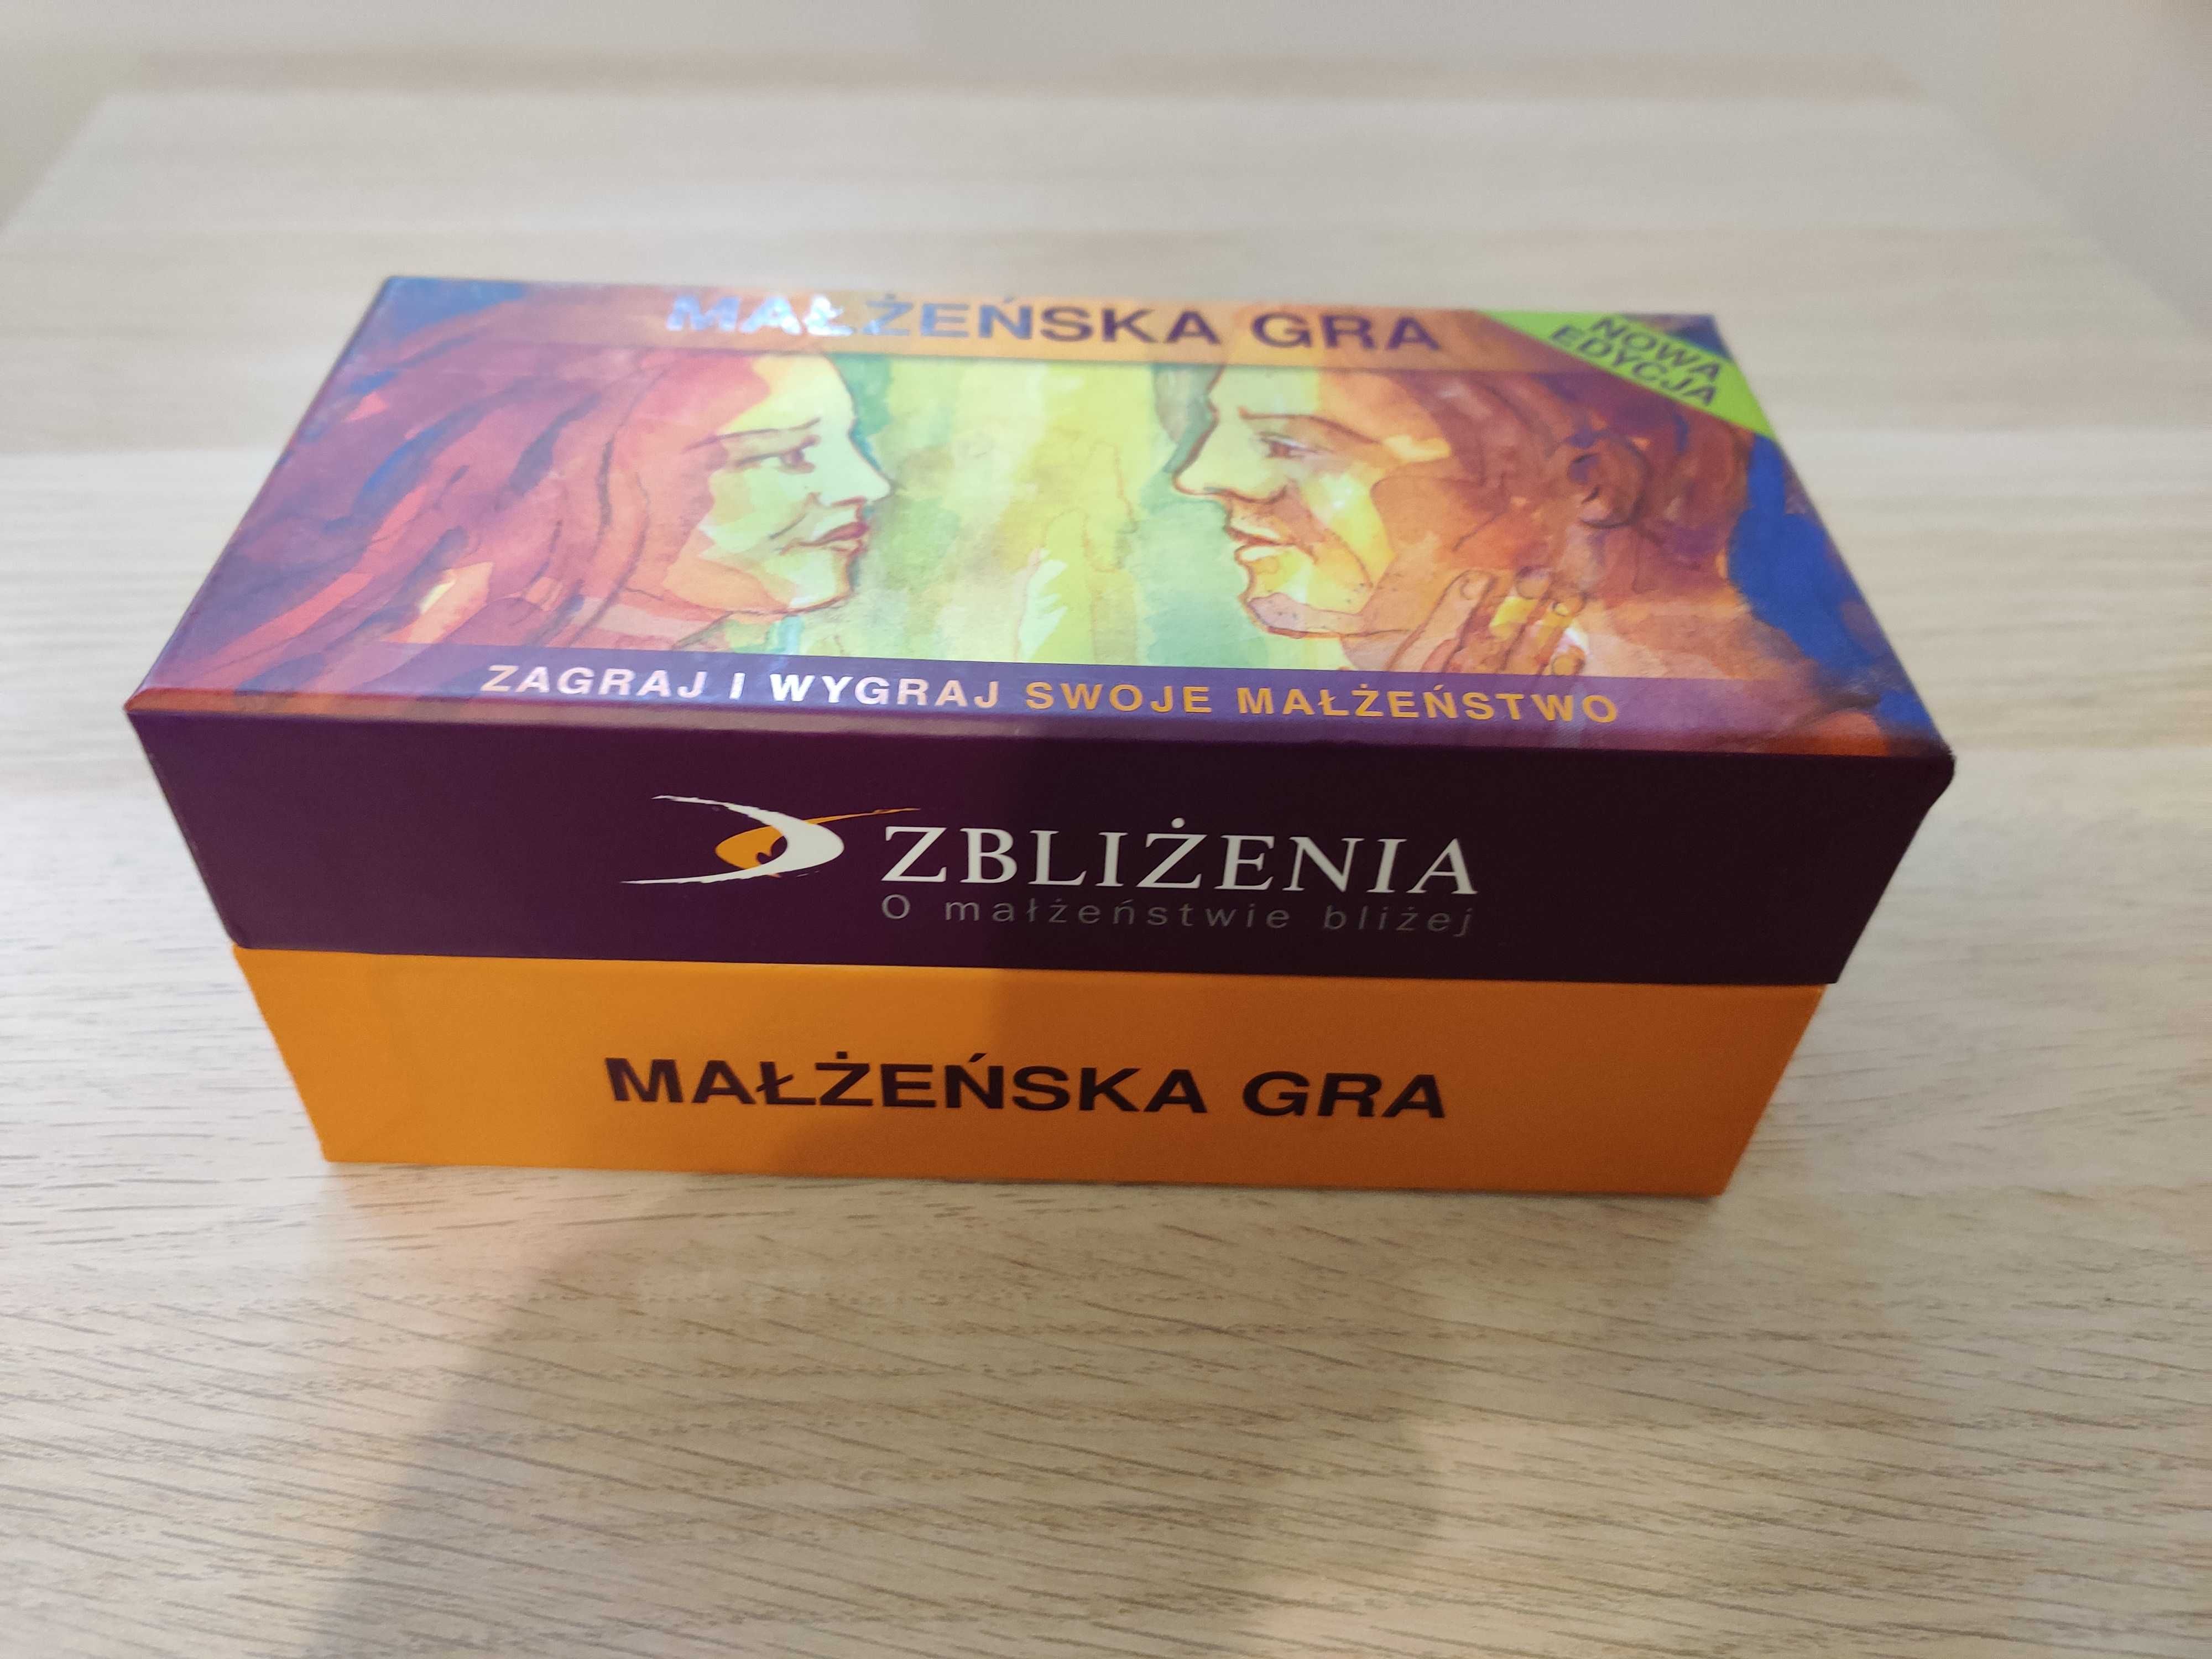 MAŁŻEŃSKA GRA
NOWA
EDYCJA
ZAGRAJ I WYGRAJ SWOJE MAŁŻEŃSTWO
ZBLIŻENIA
O małżeństwie bliżej
MAŁŻEŃSKA GRA